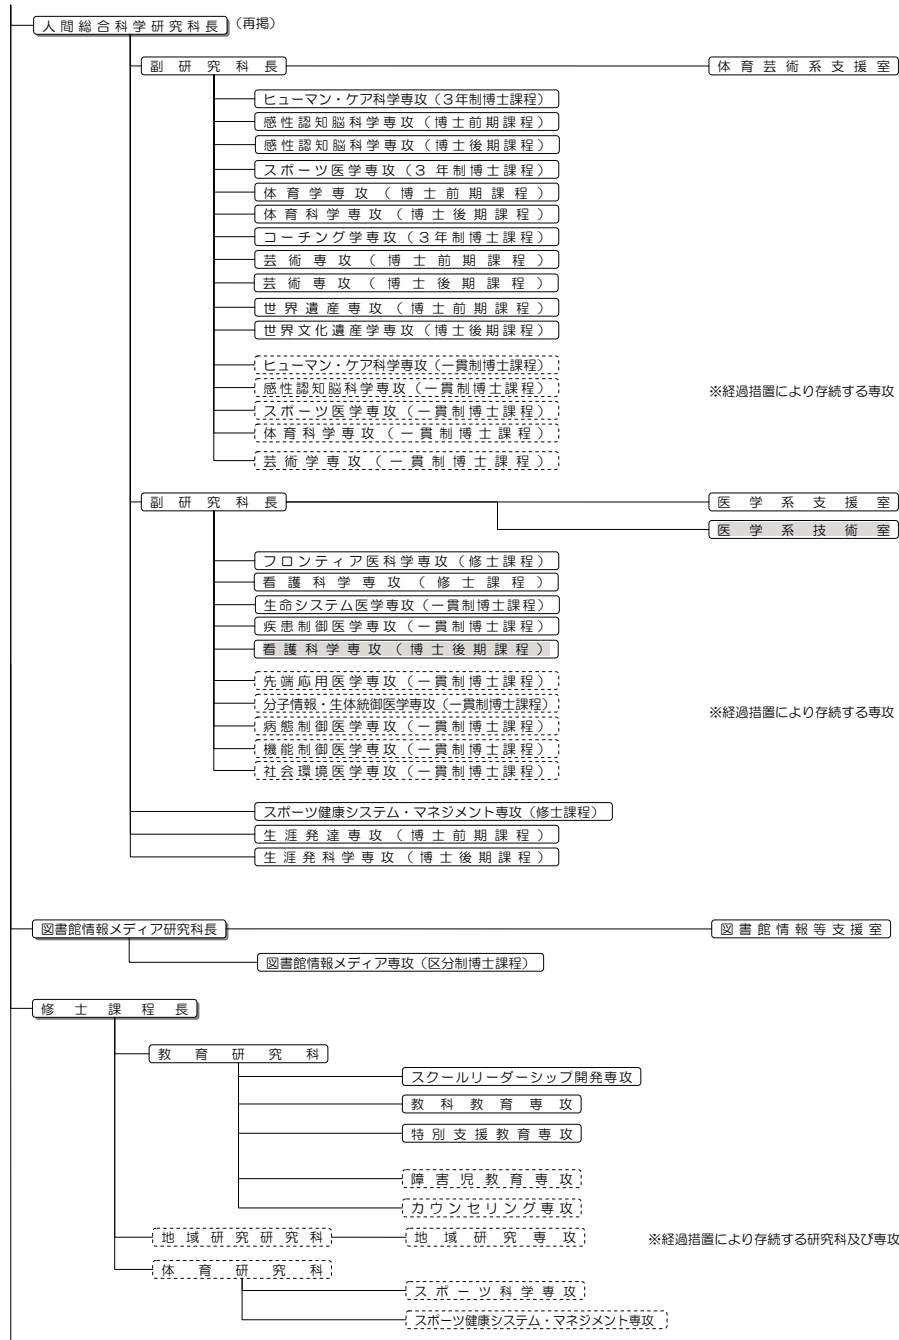 人間総合科学研究科長 (再掲)
副研究科長 体育芸術系支援室
ヒューマン・ケア科学専攻(3年制博士課程)
感性認知脳科学専攻(博士前期課程)
感性認知脳科学専攻(博士後期課程)
スポーツ医学専攻(3年制博士課程)
体育学専攻(博士前期課程)
体育科学専攻(博士後期課程)
コーチング学専攻(3年制博士課程)
芸術専攻(博士前期課程)
芸術専攻(博士後期課程)
世界遺産専攻(博士前期課程)
世界文化遺産学専攻(博士後期課程)
ヒューマン・ケア科学専攻(一貫制博士課程)
感性認知脳科学専攻(一貫制博士課程) ※経過措置により存続する専攻
スポーツ医学専攻(一貫制博士課程)
体育科学専攻(一貫制博士課程)
芸術学専攻(一貫制博士課程)
副研究科長 医学系支援室
医学系技術室
フロンティア医科学専攻(修士課程)
看護科学専攻(修士課程)
生命システム医学専攻(一貫制博士課程)
疾患制御医学専攻(一貫制博士課程)
看護科学専攻(博士後期課程)
先端応用医学専攻(一貫制博士課程)
分子情報・生体統御医学専攻(一貫制博士課程) ※経過措置により存続する専攻
病態制御医学専攻(一貫制博士課程)
機能制御医学専攻(一貫制博士課程)
社会環境医学専攻(一貫制博士課程)
スポーツ健康システム・マネジメント専攻(修士課程)
生涯発達専攻(博士前期課程)
生涯発科学専攻(博士後期課程)
図書館情報メディア研究科長 図書館情報等支援室
図書館情報メディア専攻(区分制博士課程)
修士課程長
教育研究科
スクールリーダーシップ開発専攻
教科教育専攻
特別支援教育専攻
障害児教育専攻
カウンセリング専攻
地域研究研究科 地域研究専攻 ※経過措置により存続する研究科及び専攻
体育研究科
スポーツ科学専攻
スポーツ健康システム・マネジメント専攻